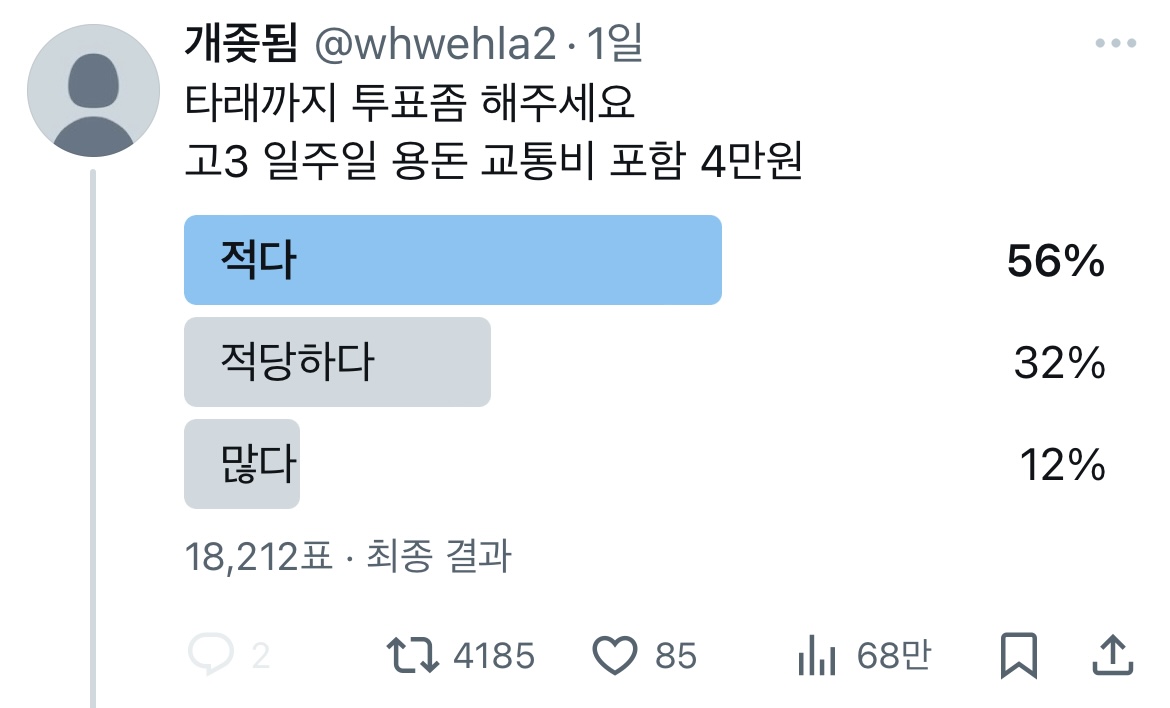 개좆됨 @whwehla2 · 1일
타래까지 투표좀 해주세요
고3 일주일 용돈 교통비 포함 4만원
적다 56%
적당하다 32%
많다 12%
18,212표 · 최종 결과
2 4185 85 68만